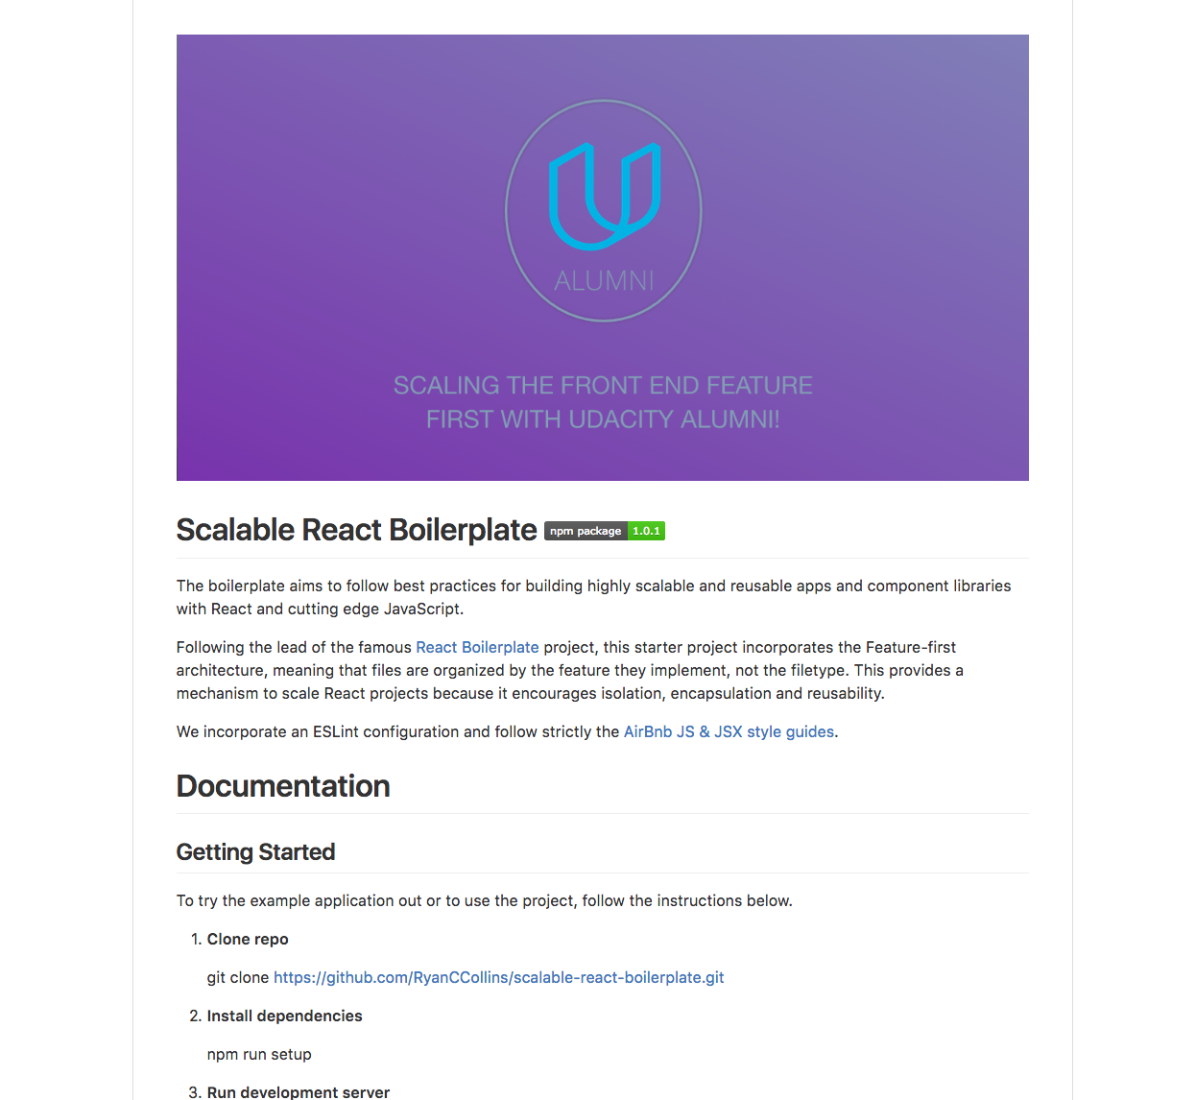 ALUMNI
SCALING THE FRONT END FEATURE
FIRST WITH UDACITY ALUMNI!
Scalable React Boilerplate npm package 1.0.1
The boilerplate aims to follow best practices for building highly scalable and reusable apps and component libraries
with React and cutting edge JavaScript.
Following the lead of the famous React Boilerplate project, this starter project incorporates the Feature-first
architecture, meaning that files are organized by the feature they implement, not the filetype. This provides a
mechanism to scale React projects because it encourages isolation, encapsulation and reusability.
We incorporate an ESLint configuration and follow strictly the AirBnb JS & JSX style guides.
Documentation
Getting Started
To try the example application out or to use the project, follow the instructions below.
1. Clone repo
git clone https://github.com/RyanCCollins/scalable-react-boilerplate.git
2. Install dependencies
npm run setup
3. Run development server